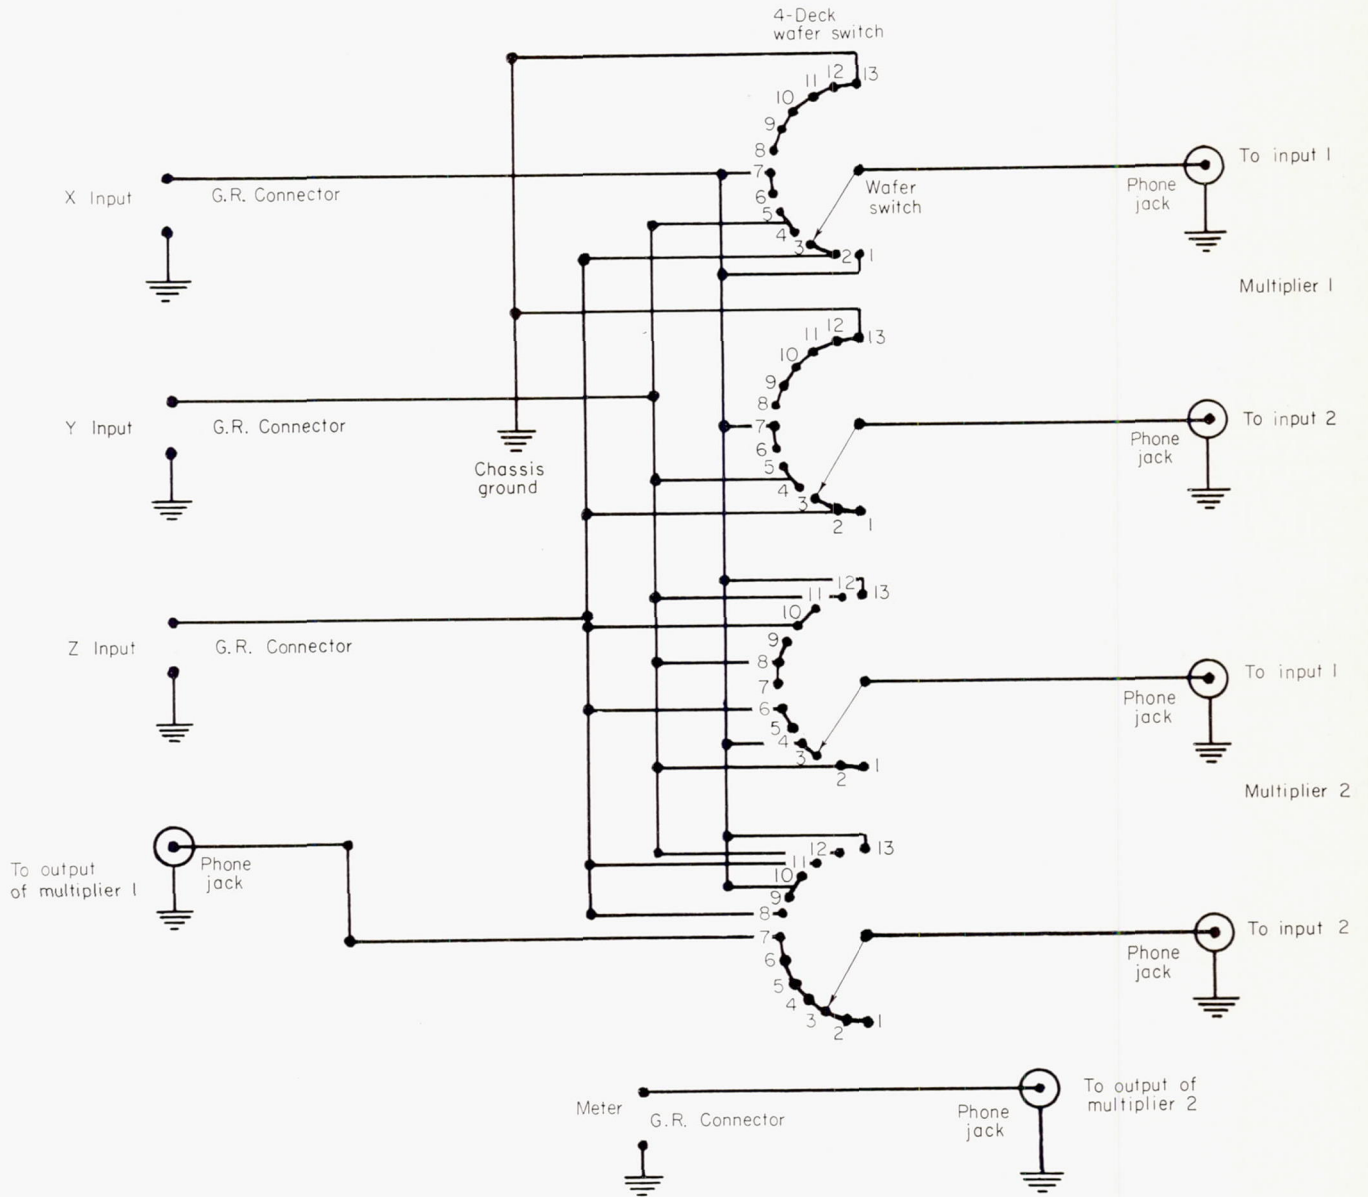 4-Deck
wafer switch
13
12
11
10
9
8
7
6
5
4
3
2
1
X Input
G.R. Connector
Wafer
switch
Phone
jack
To input 1
Multiplier 1
13
12
11
10
9
8
7
6
5
4
3
2
1
Y Input
G.R. Connector
Chassis
ground
Phone
jack
To input 2
13
12
11
10
9
8
7
6
5
4
3
2
1
Z Input
G.R. Connector
Phone
jack
To input 1
Multiplier 2
13
12
11
10
9
8
7
6
5
4
3
2
1
To output
of multiplier 1
Phone
jack
Phone
jack
To input 2
Meter
G.R. Connector
Phone
jack
To output of
multiplier 2